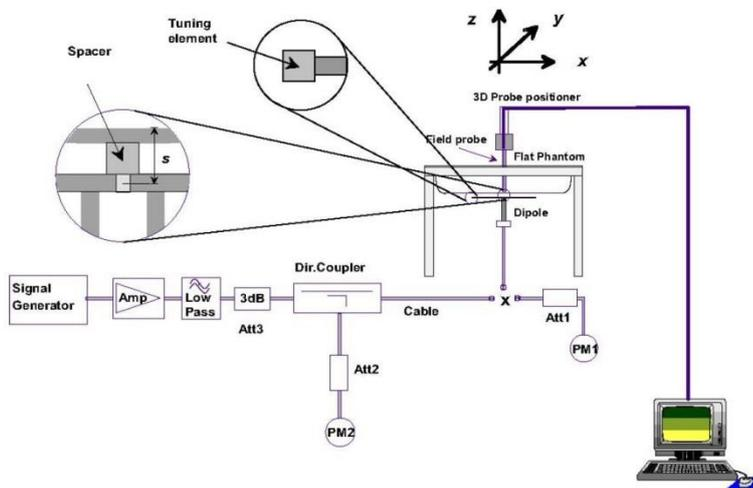 Tuning
element
Spacer
s
z
y
x
3D Probe positioner
Field probe
Flat Phantom
Dipole
Signal
Generator
Amp
Low
Pass
3dB
Att3
Dir.Coupler
Cable
x
Att1
PM1
Att2
PM2